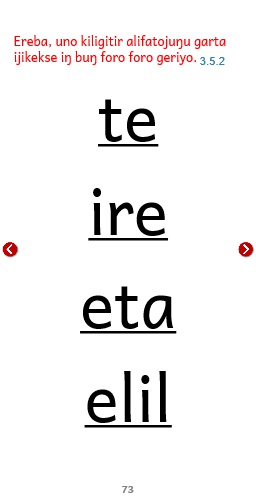 Ereba, uno kiligitir alifatojuŋu garta
ijikekse iŋ buŋ foro foro geriyo. 3.5.2
te
ire
eta
elil
73